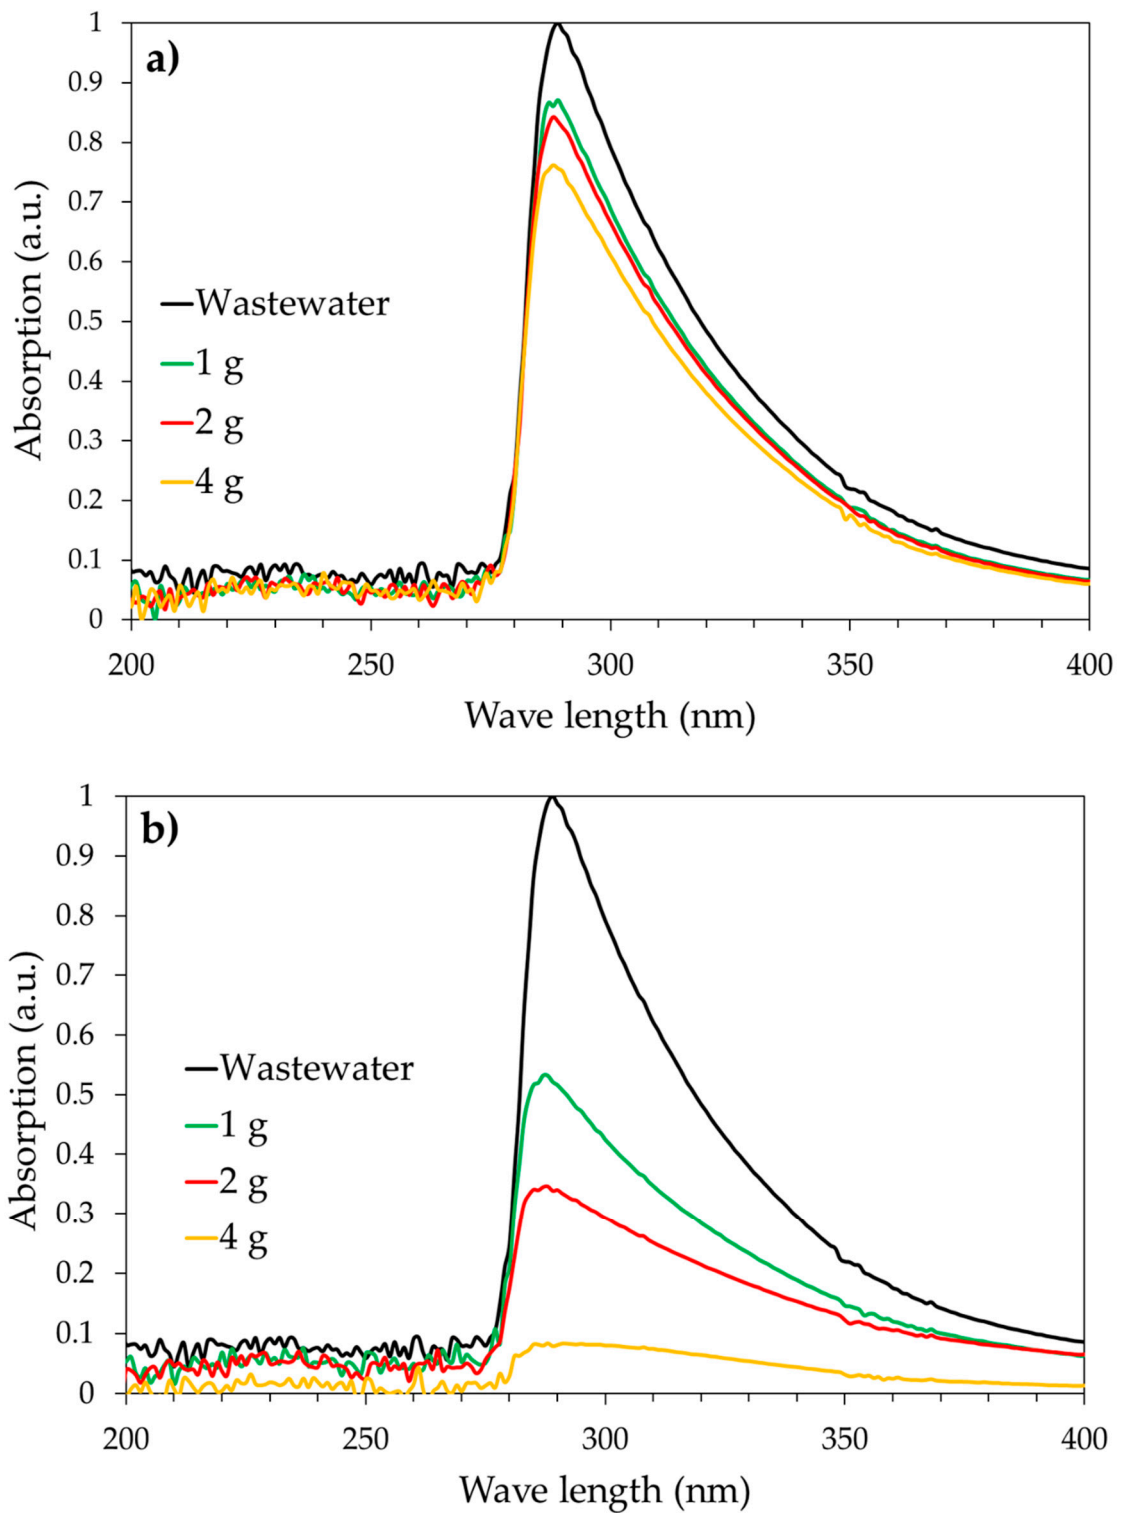 a)
1
0.9
0.8
0.7
0.6
0.5
0.4
0.3
0.2
0.1
0
Absorption (a.u.)
Wastewater
1 g
2 g
4 g
200 250 300 350 400
Wave length (nm)
b)
1
0.9
0.8
0.7
0.6
0.5
0.4
0.3
0.2
0.1
0
Absorption (a.u.)
Wastewater
1 g
2 g
4 g
200 250 300 350 400
Wave length (nm)